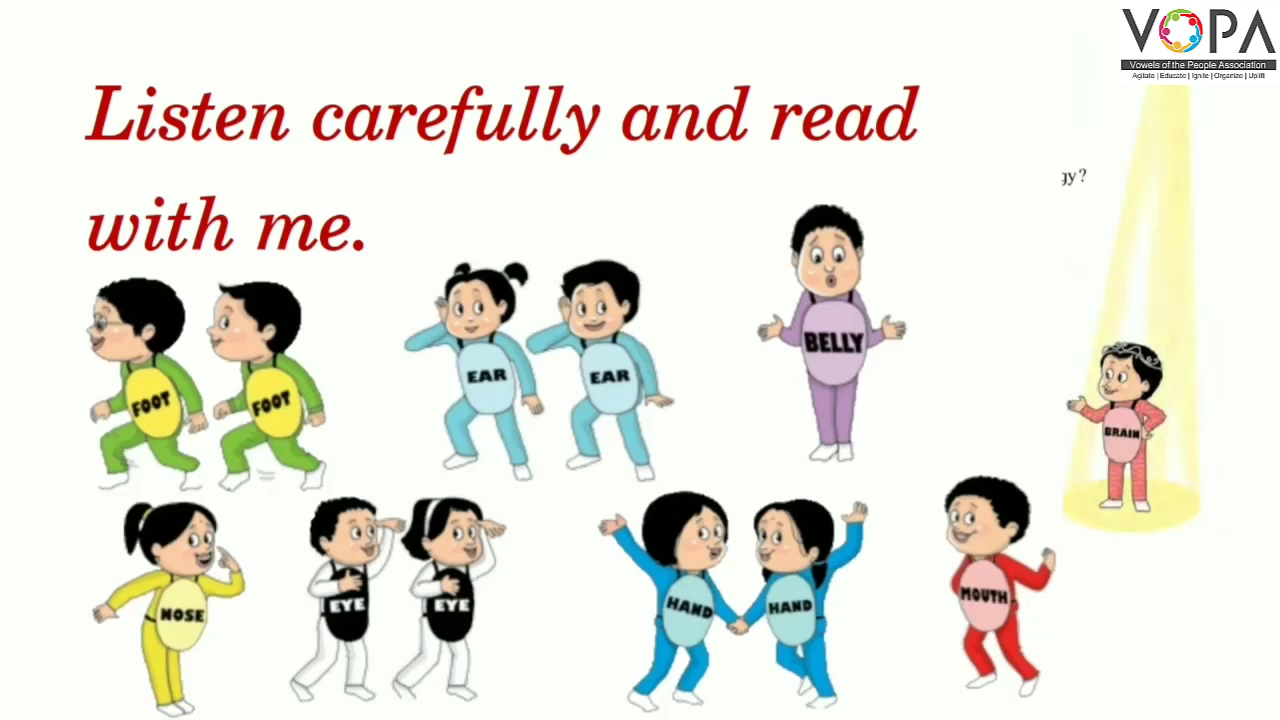 VOPA
Vowels of the People Association
Agitate | Educate | Ignite | Organize | Uplift
Listen carefully and read
with me.
gy?
FOOT
FOOT
EAR
EAR
BELLY
BRAIN
NOSE
EYE
EYE
HAND
HAND
MOUTH